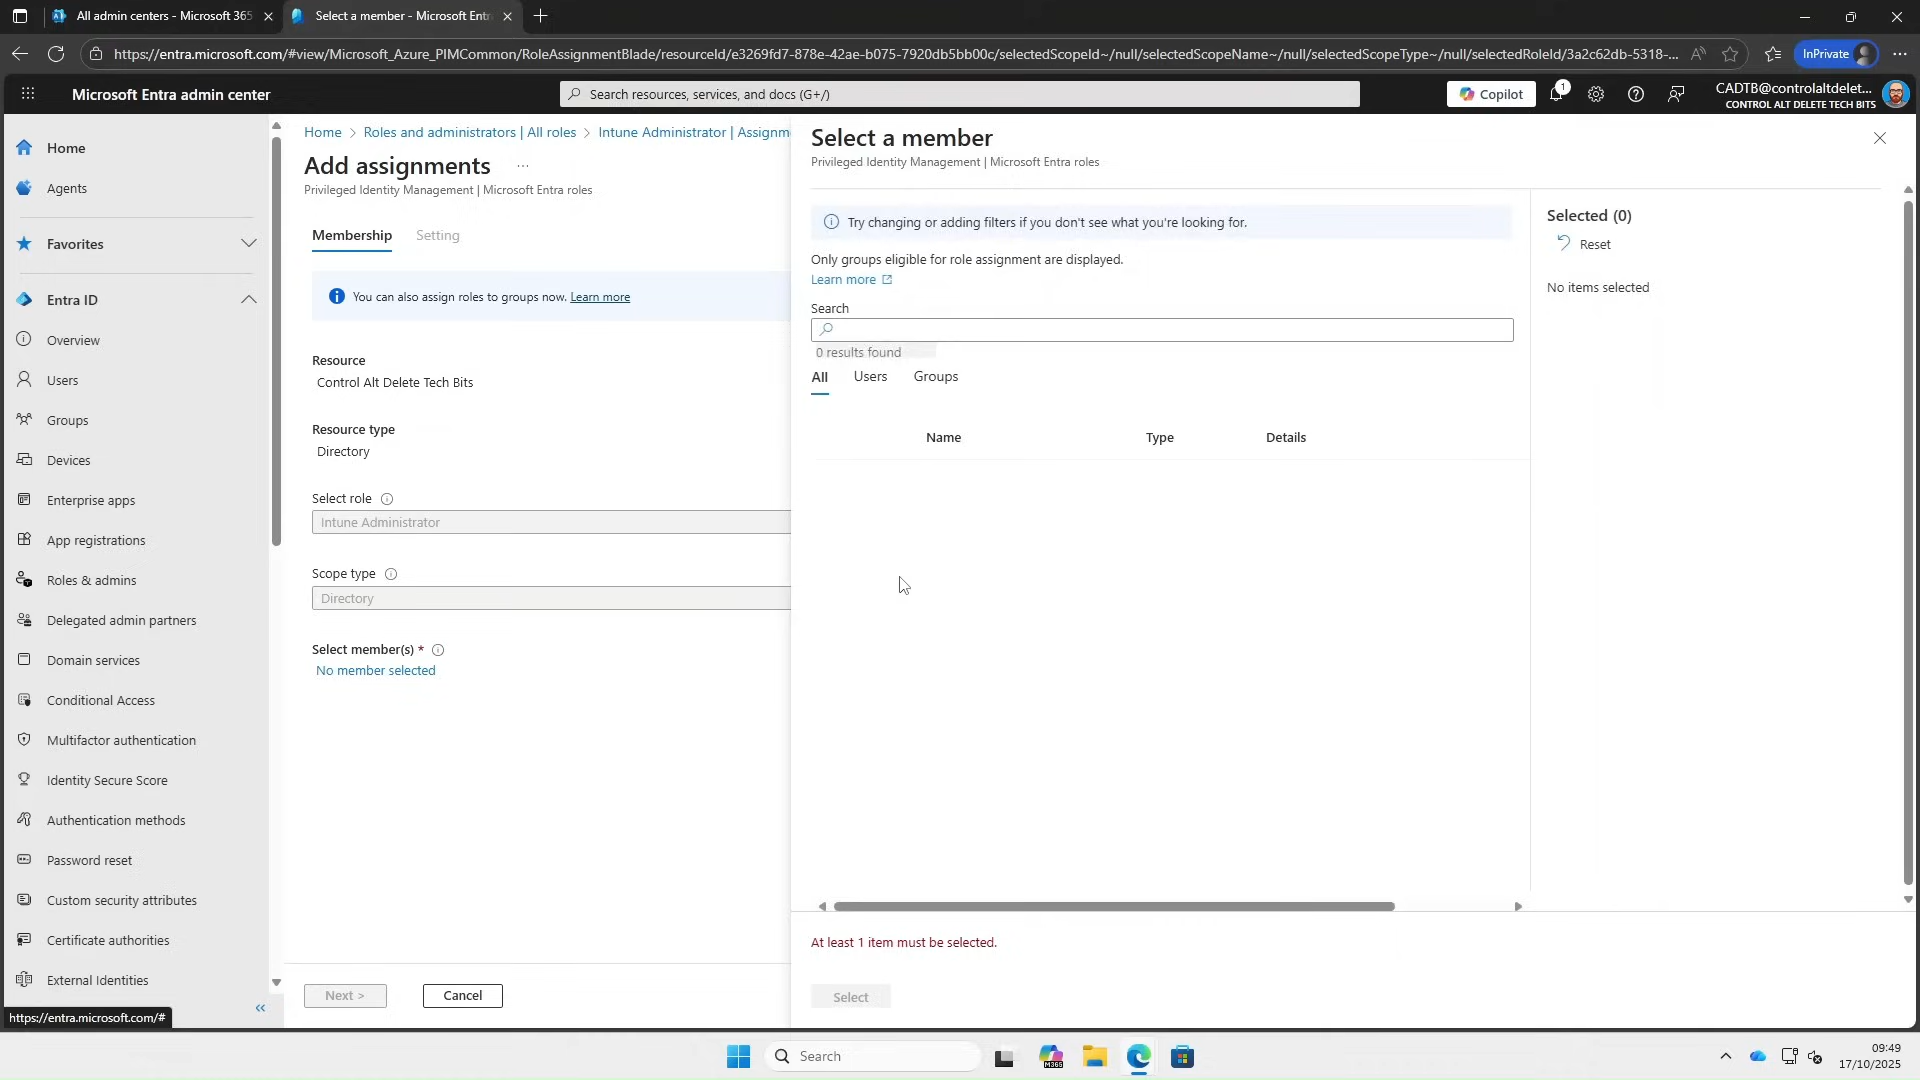 All admin centers - Microsoft 365
Select a member - Microsoft Entr
https://entra.microsoft.com/#view/Microsoft_Azure_PIMCommon/RoleAssignmentBlade/resourceId/e3269fd7-878e-42ae-b075-7920db5bb00c/selectedScopeId~/null/selectedScopeName~/null/selectedScopeType~/null/selectedRoleId/3a2c62db-5318-...
InPrivate
Microsoft Entra admin center
Search resources, services, and docs (G+/)
Copilot
1
CADTB@controlaltdelet...
CONTROL ALT DELETE TECH BITS
Home
Agents
Favorites
Entra ID
Overview
Users
Groups
Devices
Enterprise apps
App registrations
Roles & admins
Delegated admin partners
Domain services
Conditional Access
Multifactor authentication
Identity Secure Score
Authentication methods
Password reset
Custom security attributes
Certificate authorities
External Identities
https://entra.microsoft.com/#
Home > Roles and administrators | All roles > Intune Administrator | Assignm
Add assignments ...
Privileged Identity Management | Microsoft Entra roles
Membership Setting
You can also assign roles to groups now. Learn more
Resource
Control Alt Delete Tech Bits
Resource type
Directory
Select role
Intune Administrator
Scope type
Directory
Select member(s) *
No member selected
Next >
Cancel
Select a member
Privileged Identity Management | Microsoft Entra roles
Try changing or adding filters if you don't see what you're looking for.
Only groups eligible for role assignment are displayed.
Learn more
Search
0 results found
All Users Groups
Name Type Details
At least 1 item must be selected.
Select
Selected (0)
Reset
No items selected
Search
M365
09:49
17/10/2025